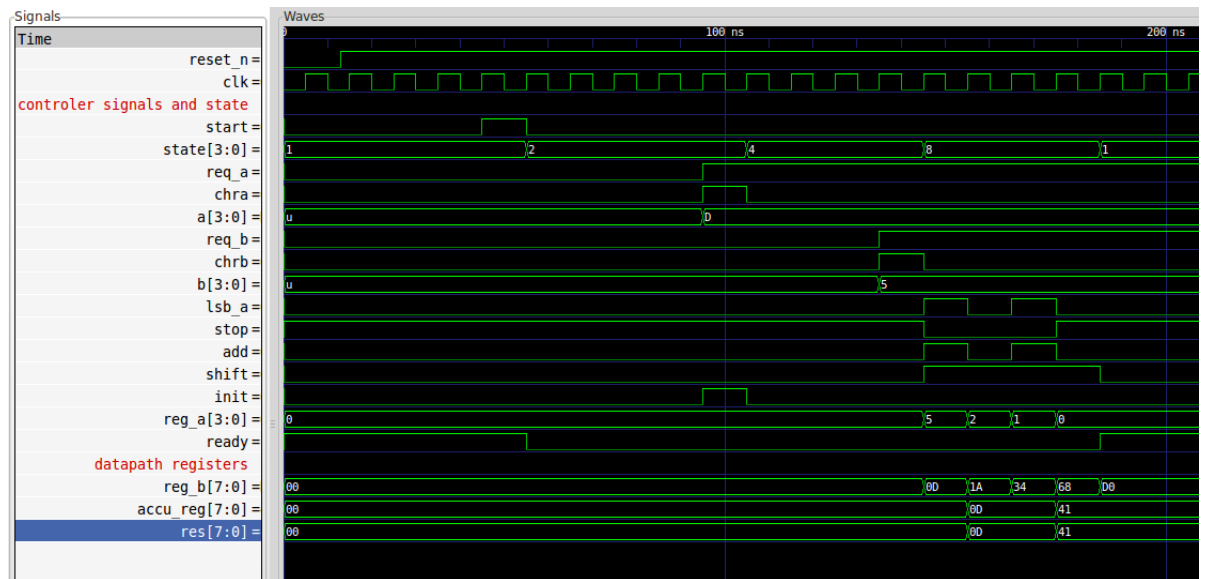 Signals
Waves
Time
0 100 ns 200 ns
reset_n=
clk=
controler signals and state
start=
state[3:0]= 1 2 4 8 1
req_a=
chra=
a[3:0]= u D
req_b=
chrb=
b[3:0]= u 5
lsb_a=
stop=
add=
shift=
init=
reg_a[3:0]= 0 5 2 1 0
ready=
datapath registers
reg_b[7:0]= 00 0D 1A 34 68 D0
accu_reg[7:0]= 00 0D 41
res[7:0]= 00 0D 41